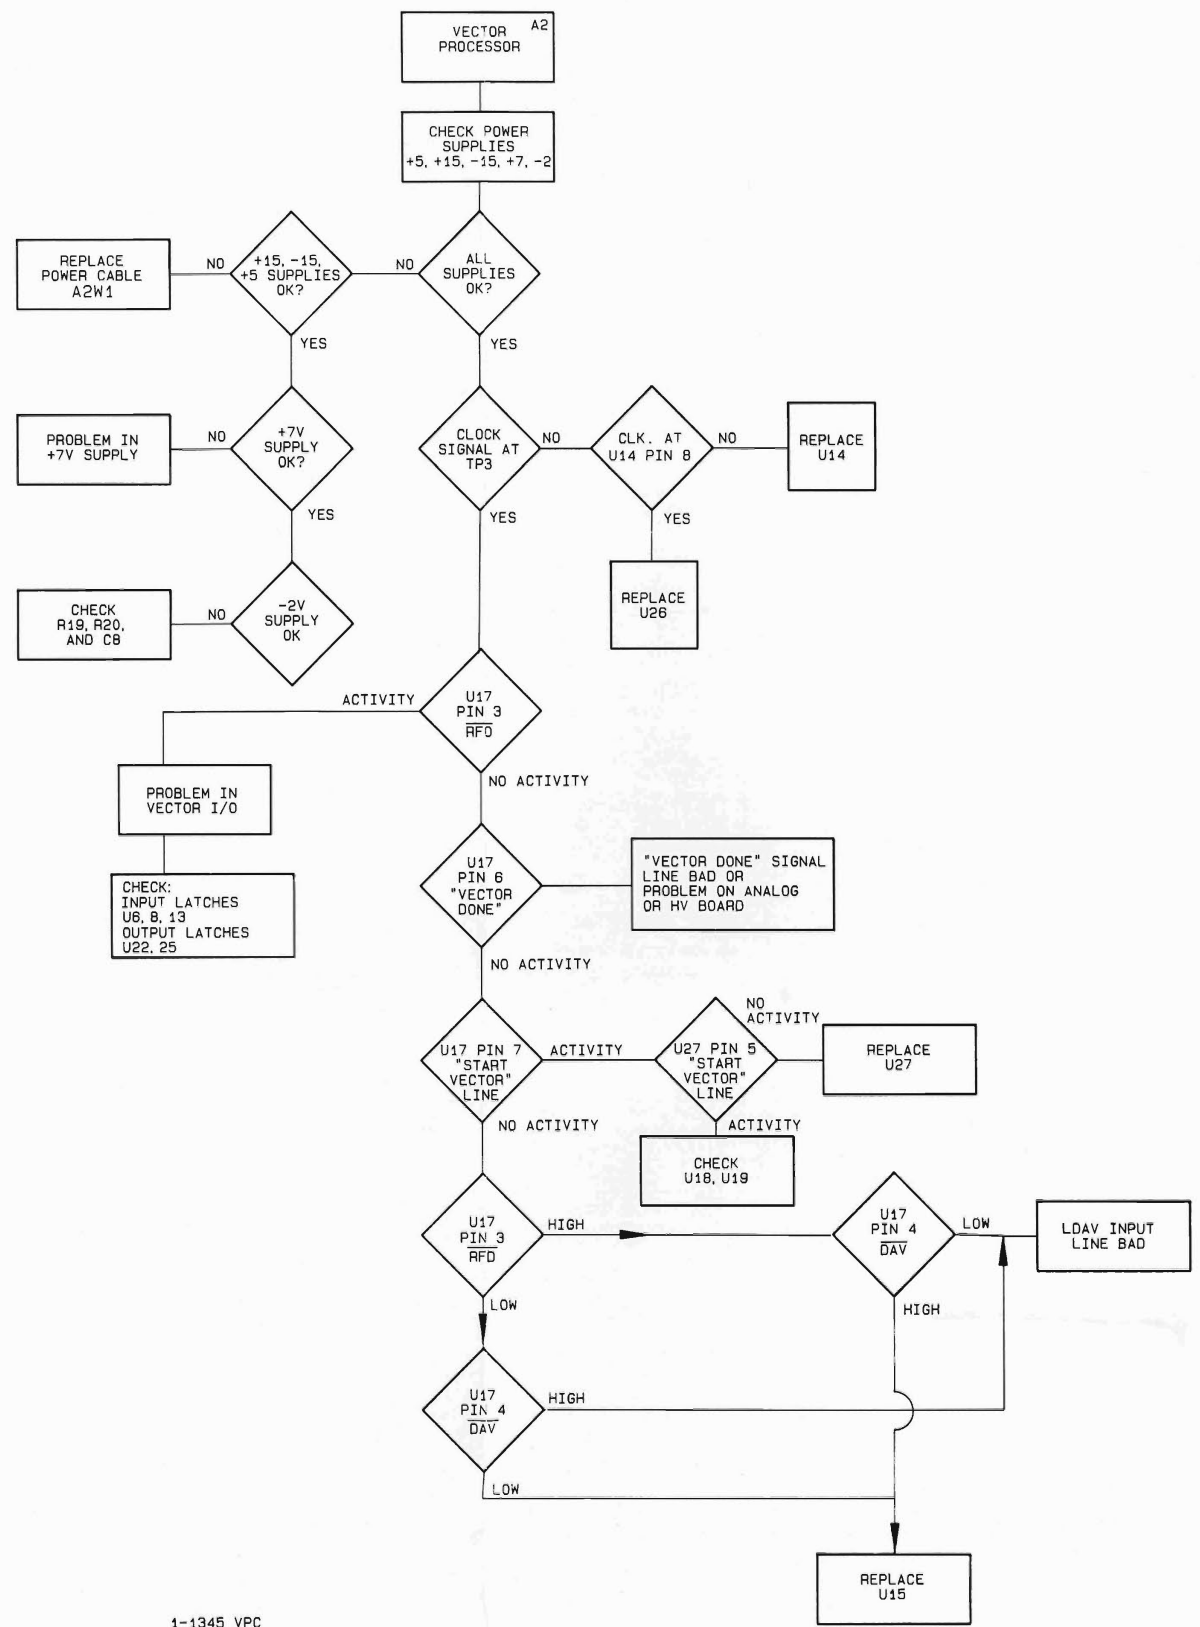 VECTOR A2
PROCESSOR
CHECK POWER
SUPPLIES
+5, +15, -15, +7, -2
ALL
SUPPLIES
OK?
NO
+15, -15,
+5 SUPPLIES
OK?
NO
REPLACE
POWER CABLE
A2W1
YES
YES
+7V
SUPPLY
OK?
NO
PROBLEM IN
+7V SUPPLY
YES
-2V
SUPPLY
OK
NO
CHECK
R19, R20,
AND C8
CLOCK
SIGNAL AT
TP3
NO
CLK. AT
U14 PIN 8
NO
REPLACE
U14
YES
REPLACE
U26
YES
U17
PIN 3
RFD
ACTIVITY
PROBLEM IN
VECTOR I/O
CHECK:
INPUT LATCHES
U6, 8, 13
OUTPUT LATCHES
U22, 25
NO ACTIVITY
U17
PIN 6
"VECTOR
DONE"
"VECTOR DONE" SIGNAL
LINE BAD OR
PROBLEM ON ANALOG
OR HV BOARD
NO ACTIVITY
U17 PIN 7
"START
VECTOR"
LINE
ACTIVITY
U27 PIN 5
"START
VECTOR"
LINE
NO
ACTIVITY
REPLACE
U27
ACTIVITY
CHECK
U18, U19
NO ACTIVITY
U17
PIN 3
RFD
HIGH
U17
PIN 4
DAV
LOW
LDAV INPUT
LINE BAD
HIGH
LOW
U17
PIN 4
DAV
HIGH
LOW
REPLACE
U15
1-1345 VPC